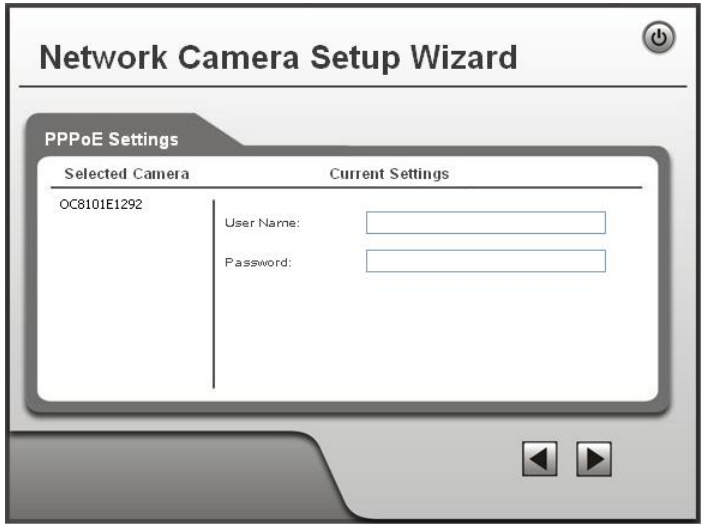 Network Camera Setup Wizard
PPPoE Settings
Selected Camera
Current Settings
OC8101E1292
User Name:
Password: